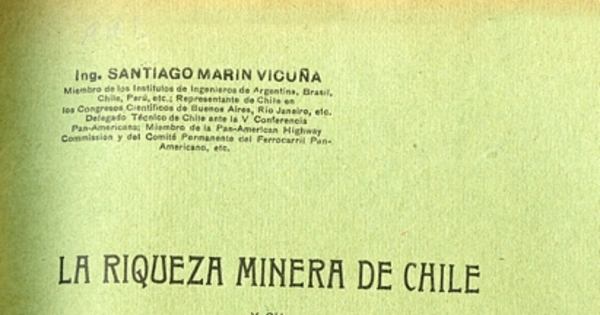 Ing. SANTIAGO MARIN VICUÑA
Miembro de los Institutos de Ingenieros de Argentina, Brasil,
Chile, Perú, etc.; Representante de Chile en
los Congresos Científicos de Buenos Aires, Río Janeiro, etc.
Delegado Técnico de Chile ante la V Conferencia
Pan-Americana; Miembro de la Pan-American Highway
Commission y del Comité Permanente del Ferrocarril Pan-
Americano, etc.
LA RIQUEZA MINERA DE CHILE